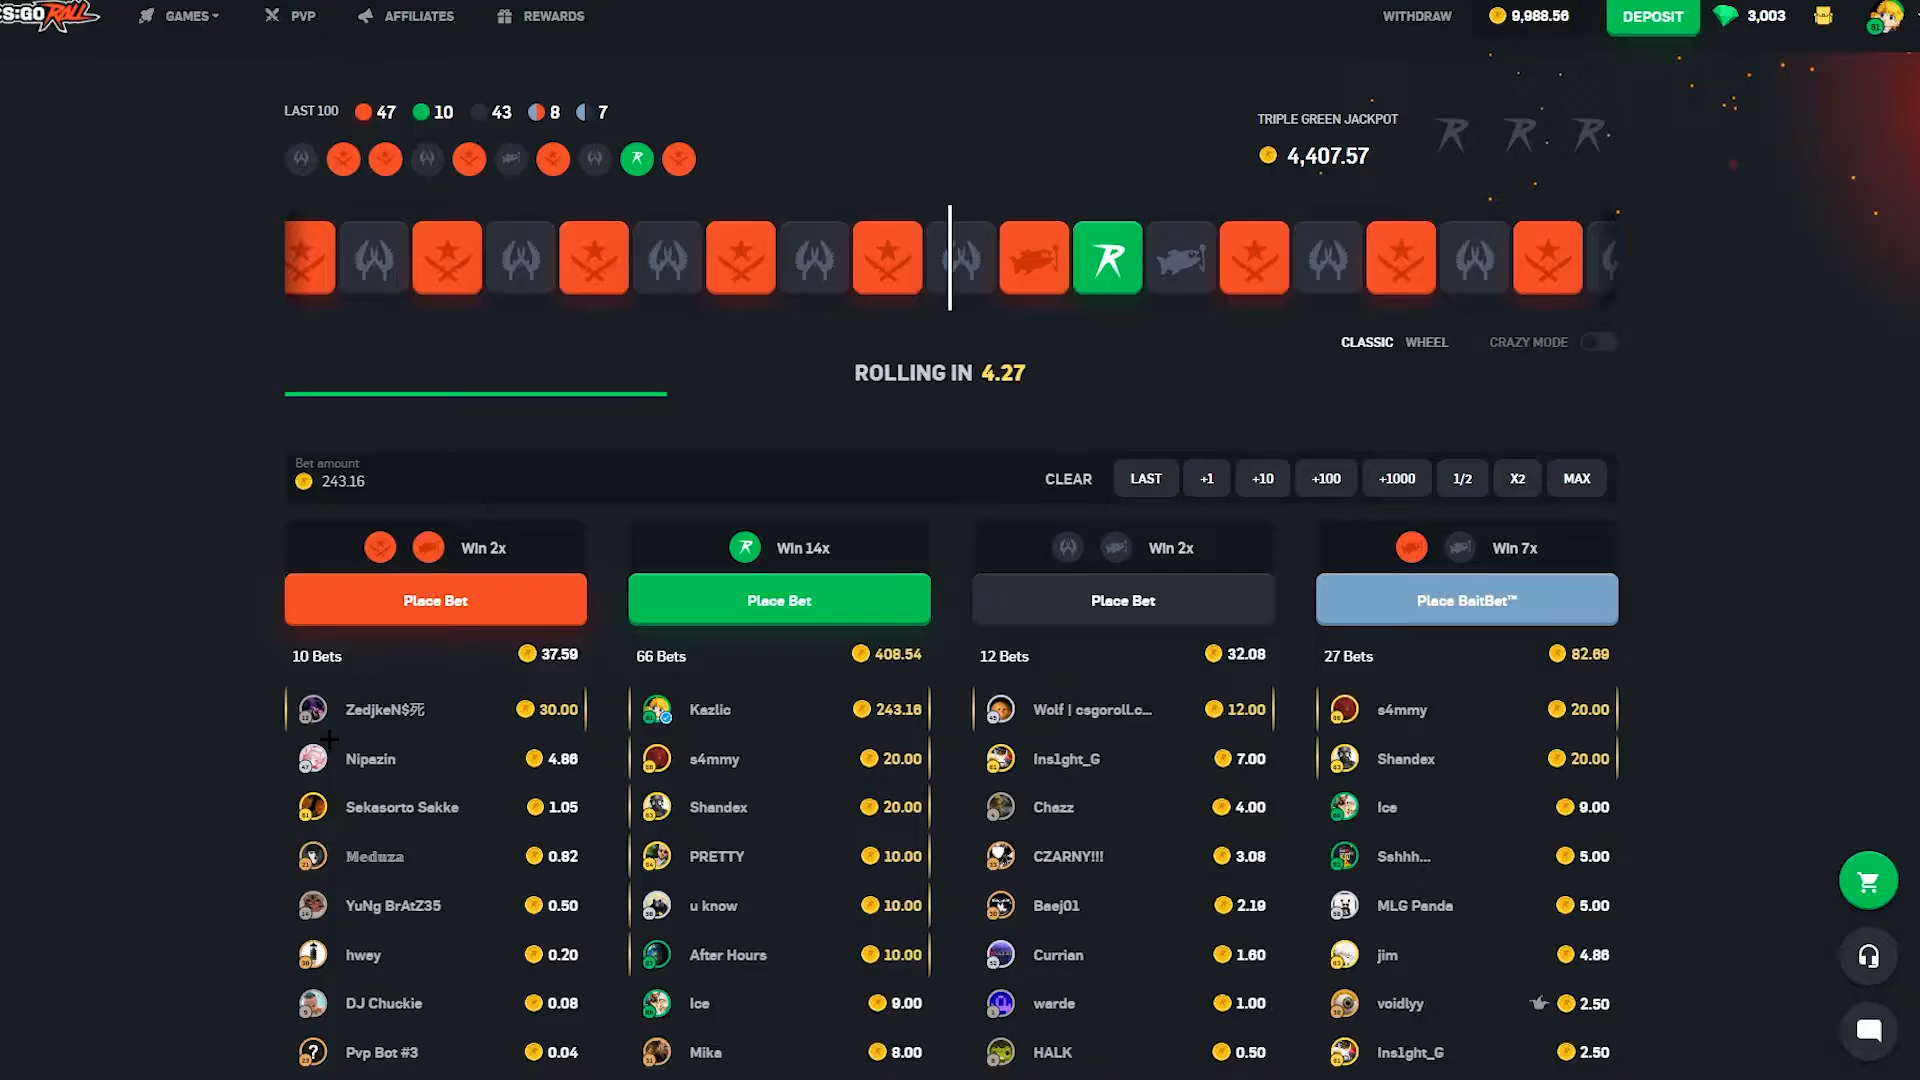 CS:GO ROLL
GAMES
PVP
AFFILIATES
REWARDS
WITHDRAW
9,988.56
DEPOSIT
3,003
LAST 100
47
10
43
8
7
TRIPLE GREEN JACKPOT
4,407.57
CLASSIC
WHEEL
CRAZY MODE
ROLLING IN 4.27
Bet amount
243.16
CLEAR
LAST
+1
+10
+100
+1000
1/2
X2
MAX
Win 2x
Win 14x
Win 2x
Win 7x
Place Bet
Place Bet
Place Bet
Place BaitBet™
10 Bets
37.59
66 Bets
408.54
12 Bets
32.08
27 Bets
82.69
ZedjkeN$死
30.00
Kazlic
243.16
Wolf | csgoroll.c...
12.00
s4mmy
20.00
Nipazin
4.86
s4mmy
20.00
Ins1ght_G
7.00
Shandex
20.00
Sekasorto Sakke
1.05
Shandex
20.00
Chazz
4.00
Ice
9.00
𝕄𝕖𝕕𝕦𝕫𝕒
0.82
PRETTY
10.00
CZARNY!!!
3.08
Sshhh...
5.00
YuNg BrAtZ35
0.50
u know
10.00
Baej01
2.19
MLG Panda
5.00
hwey
0.20
After Hours
10.00
Currian
1.60
jim
4.86
DJ Chuckie
0.08
Ice
9.00
warde
1.00
voidlyy
2.50
Pvp Bot #3
0.04
Mika
8.00
HALK
0.50
Ins1ght_G
2.50